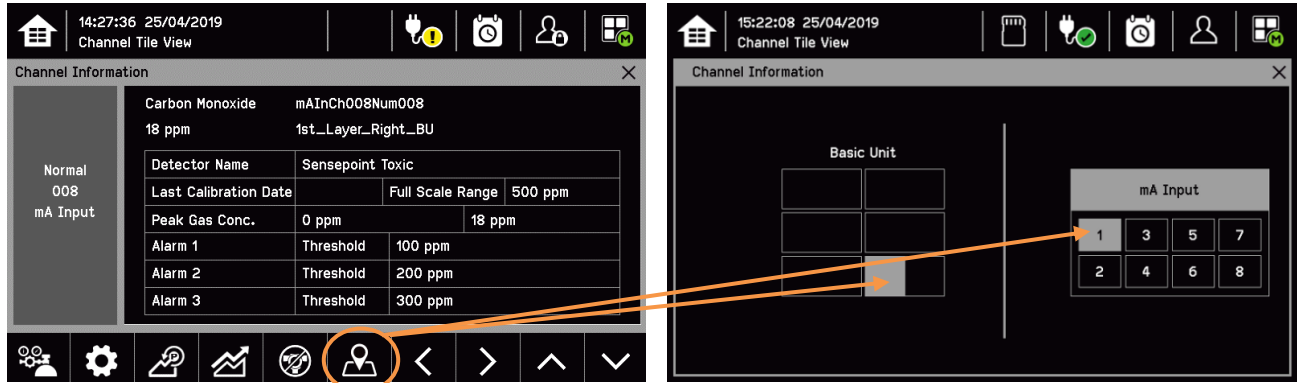 14:27:36 25/04/2019
Channel Tile View
Channel Information
Normal
008
mA Input
Carbon Monoxide mAInCh008Num008
18 ppm 1st_Layer_Right_BU
Detector Name Sensepoint Toxic
Last Calibration Date Full Scale Range 500 ppm
Peak Gas Conc. 0 ppm 18 ppm
Alarm 1 Threshold 100 ppm
Alarm 2 Threshold 200 ppm
Alarm 3 Threshold 300 ppm
15:22:08 25/04/2019
Channel Tile View
Channel Information
Basic Unit
mA Input
1 3 5 7
2 4 6 8